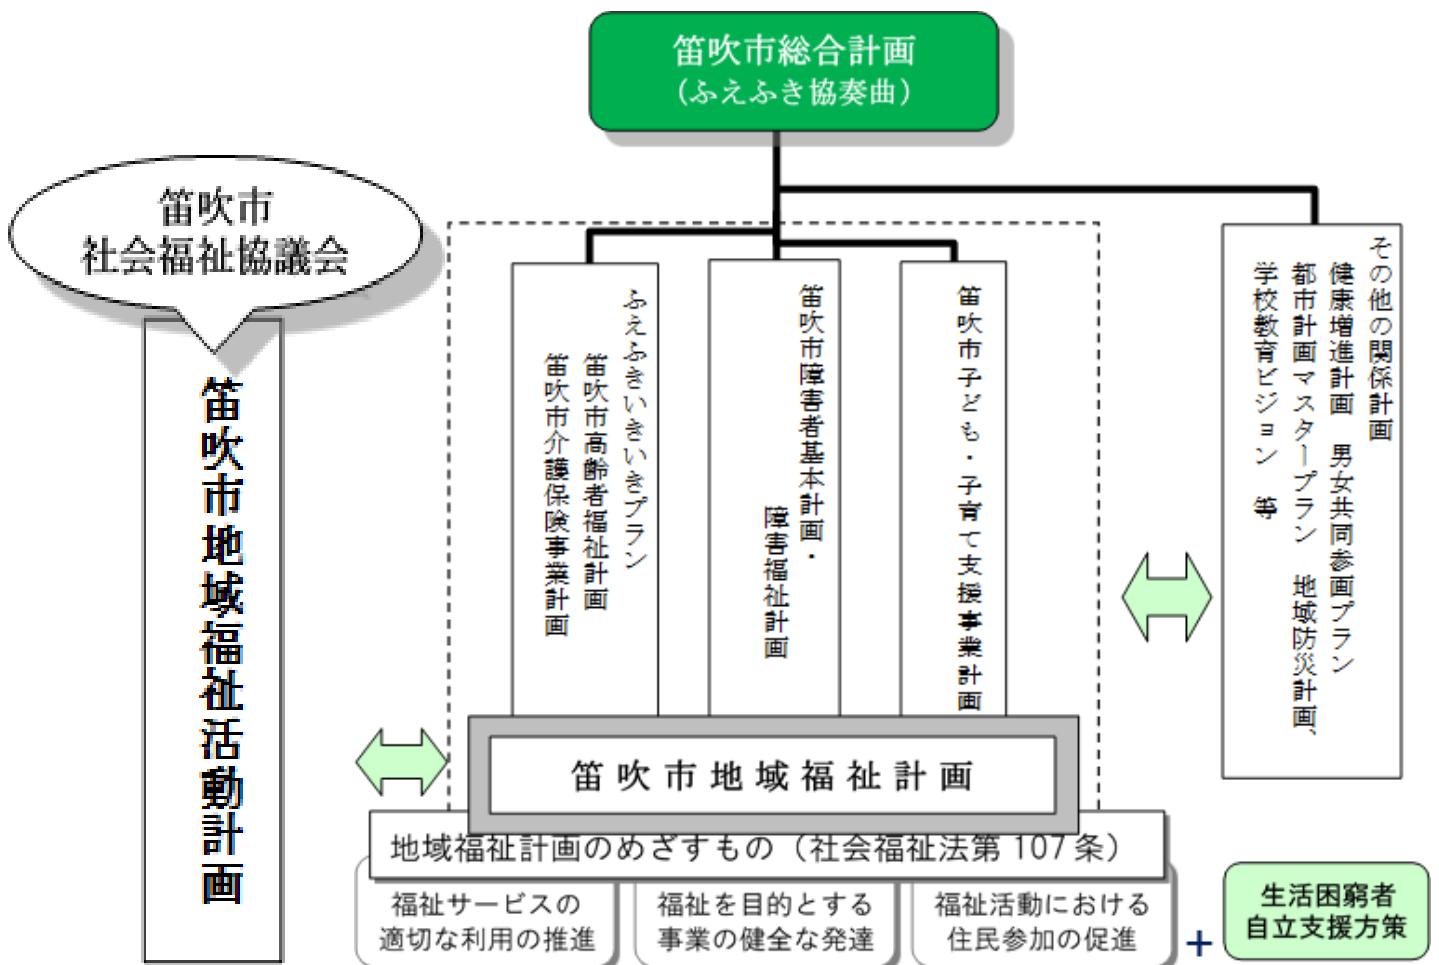 笛吹市総合計画
（ふえふき協奏曲）
笛吹市
社会福祉協議会
笛吹市地域福祉活動計画
ふえふきいきいきプラン
笛吹市高齢者福祉計画
笛吹市介護保険事業計画
笛吹市障害者基本計画・
障害福祉計画
笛吹市子ども・子育て支援事業計画
その他の関係計画
健康増進計画　男女共同参画プラン
都市計画マスタープラン　地域防災計画、
学校教育ビジョン　等
笛吹市地域福祉計画
地域福祉計画のめざすもの（社会福祉法第 107 条）
福祉サービスの
適切な利用の推進
福祉を目的とする
事業の健全な発達
福祉活動における
住民参加の促進
+
生活困窮者
自立支援方策